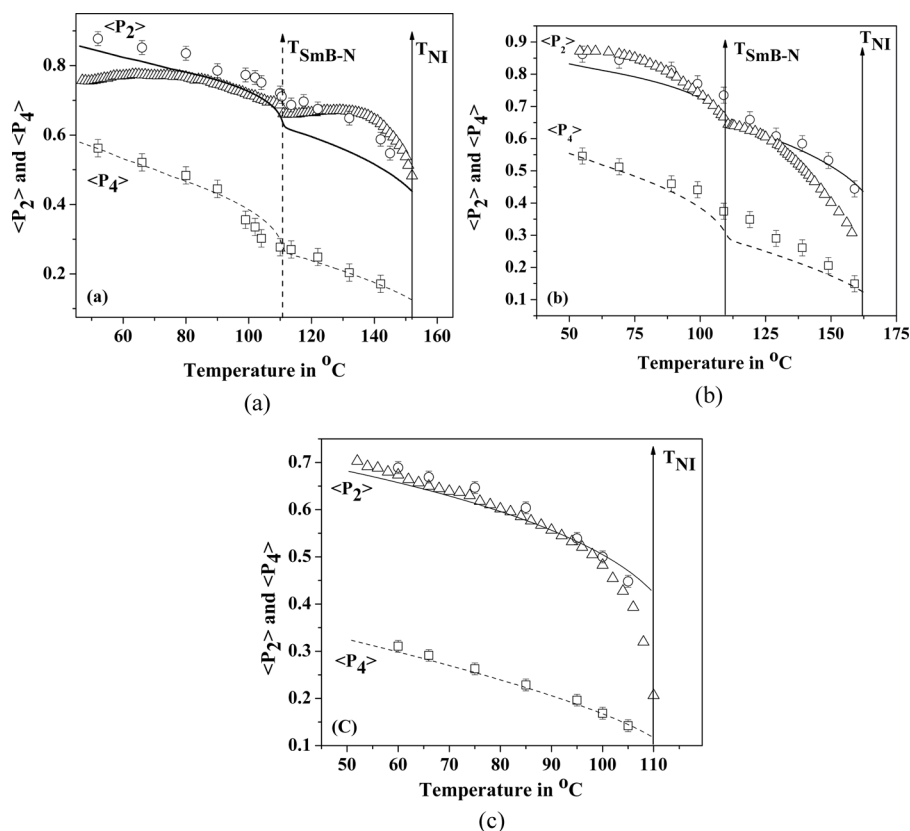 <P2>
TSmB-N
TNI
<P4>
<P2> and <P4>
0.8
0.6
0.4
0.2
(a)
60
80
100
120
140
160
Temperature in °C
(a)
<P2>
TSmB-N
TNI
<P4>
<P2> and <P4>
0.9
0.8
0.7
0.6
0.5
0.4
0.3
0.2
0.1
(b)
50
75
100
125
150
175
Temperature in °C
(b)
TNI
<P2>
<P4>
<P2> and <P4>
0.7
0.6
0.5
0.4
0.3
0.2
0.1
(C)
50
60
70
80
90
100
110
Temperature in °C
(c)